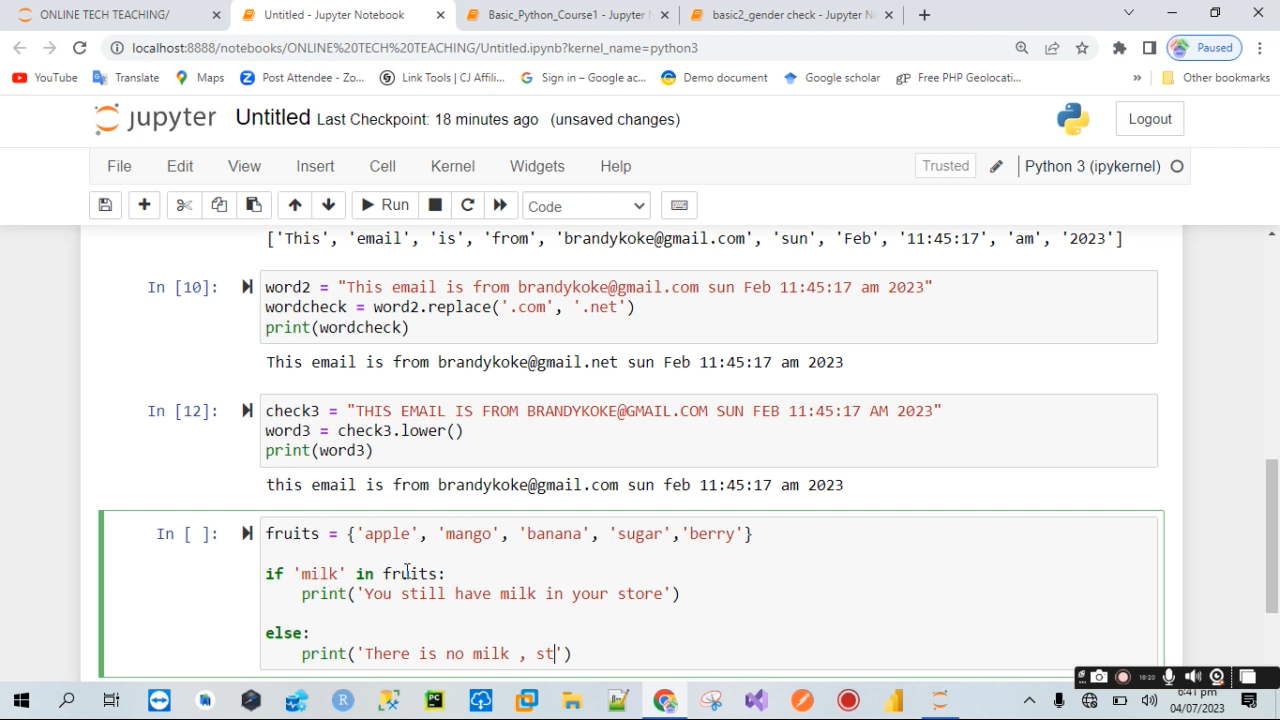 ONLINE TECH TEACHING/
Untitled - Jupyter Notebook
Basic_Python_Course1 - Jupyter N
basic2_gender check - Jupyter No
localhost:8888/notebooks/ONLINE%20TECH%20TEACHING/Untitled.ipynb?kernel_name=python3
Paused
YouTube
Translate
Maps
Post Attendee - Zo...
Link Tools | CJ Affili...
Sign in – Google ac...
Demo document
Google scholar
gP Free PHP Geolocati...
»
Other bookmarks
jupyter Untitled Last Checkpoint: 18 minutes ago (unsaved changes)
Logout
File Edit View Insert Cell Kernel Widgets Help
Trusted
Python 3 (ipykernel)
Run
Code
['This', 'email', 'is', 'from', 'brandykoke@gmail.com', 'sun', 'Feb', '11:45:17', 'am', '2023']
In [10]:
word2 = "This email is from brandykoke@gmail.com sun Feb 11:45:17 am 2023"
wordcheck = word2.replace('.com', '.net')
print(wordcheck)
This email is from brandykoke@gmail.net sun Feb 11:45:17 am 2023
In [12]:
check3 = "THIS EMAIL IS FROM BRANDYKOKE@GMAIL.COM SUN FEB 11:45:17 AM 2023"
word3 = check3.lower()
print(word3)
this email is from brandykoke@gmail.com sun feb 11:45:17 am 2023
In [ ]:
fruits = {'apple', 'mango', 'banana', 'sugar','berry'}
if 'milk' in fruits:
print('You still have milk in your store')
else:
print('There is no milk , st')
6:41 pm
04/07/2023